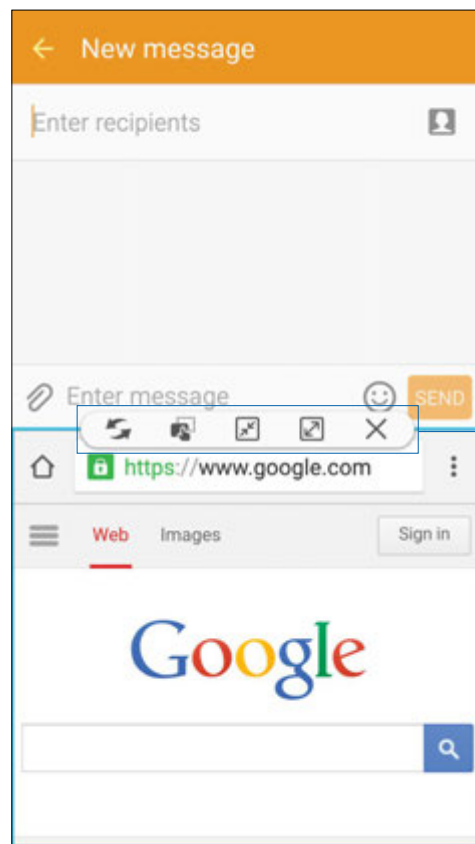 New message
Enter recipients
Enter message SEND
https://www.google.com
Web Images Sign in
Google